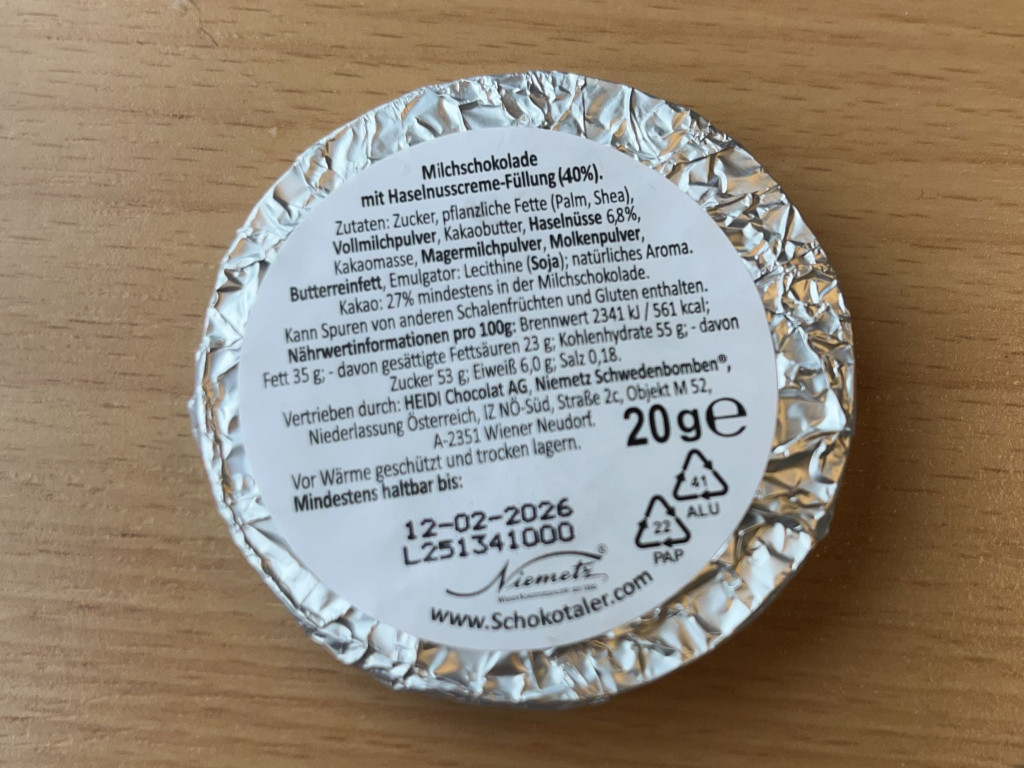 Milchschokolade
mit Haselnusscreme-Füllung (40%).
Zutaten: Zucker, pflanzliche Fette (Palm, Shea),
Vollmilchpulver, Kakaobutter, Haselnüsse 6,8%,
Kakaomasse, Magermilchpulver, Molkenpulver,
Butterreinfett, Emulgator: Lecithine (Soja); natürliches Aroma.
Kakao: 27% mindestens in der Milchschokolade.
Kann Spuren von anderen Schalenfrüchten und Gluten enthalten.
Nährwertinformationen pro 100g: Brennwert 2341 kJ / 561 kcal;
Fett 35 g; - davon gesättigte Fettsäuren 23 g; Kohlenhydrate 55 g; - davon
Zucker 53 g; Eiweiß 6,0 g; Salz 0,18.
Vertrieben durch: HEIDI Chocolat AG, Niemetz Schwedenbomben®,
Niederlassung Österreich, IZ NÖ-Süd, Straße 2c, Objekt M 52,
A-2351 Wiener Neudorf.
20 g e
Vor Wärme geschützt und trocken lagern.
Mindestens haltbar bis:
41
ALU
12-02-2026
L251341000
22
PAP
Niemetz®
www.Schokotaler.com